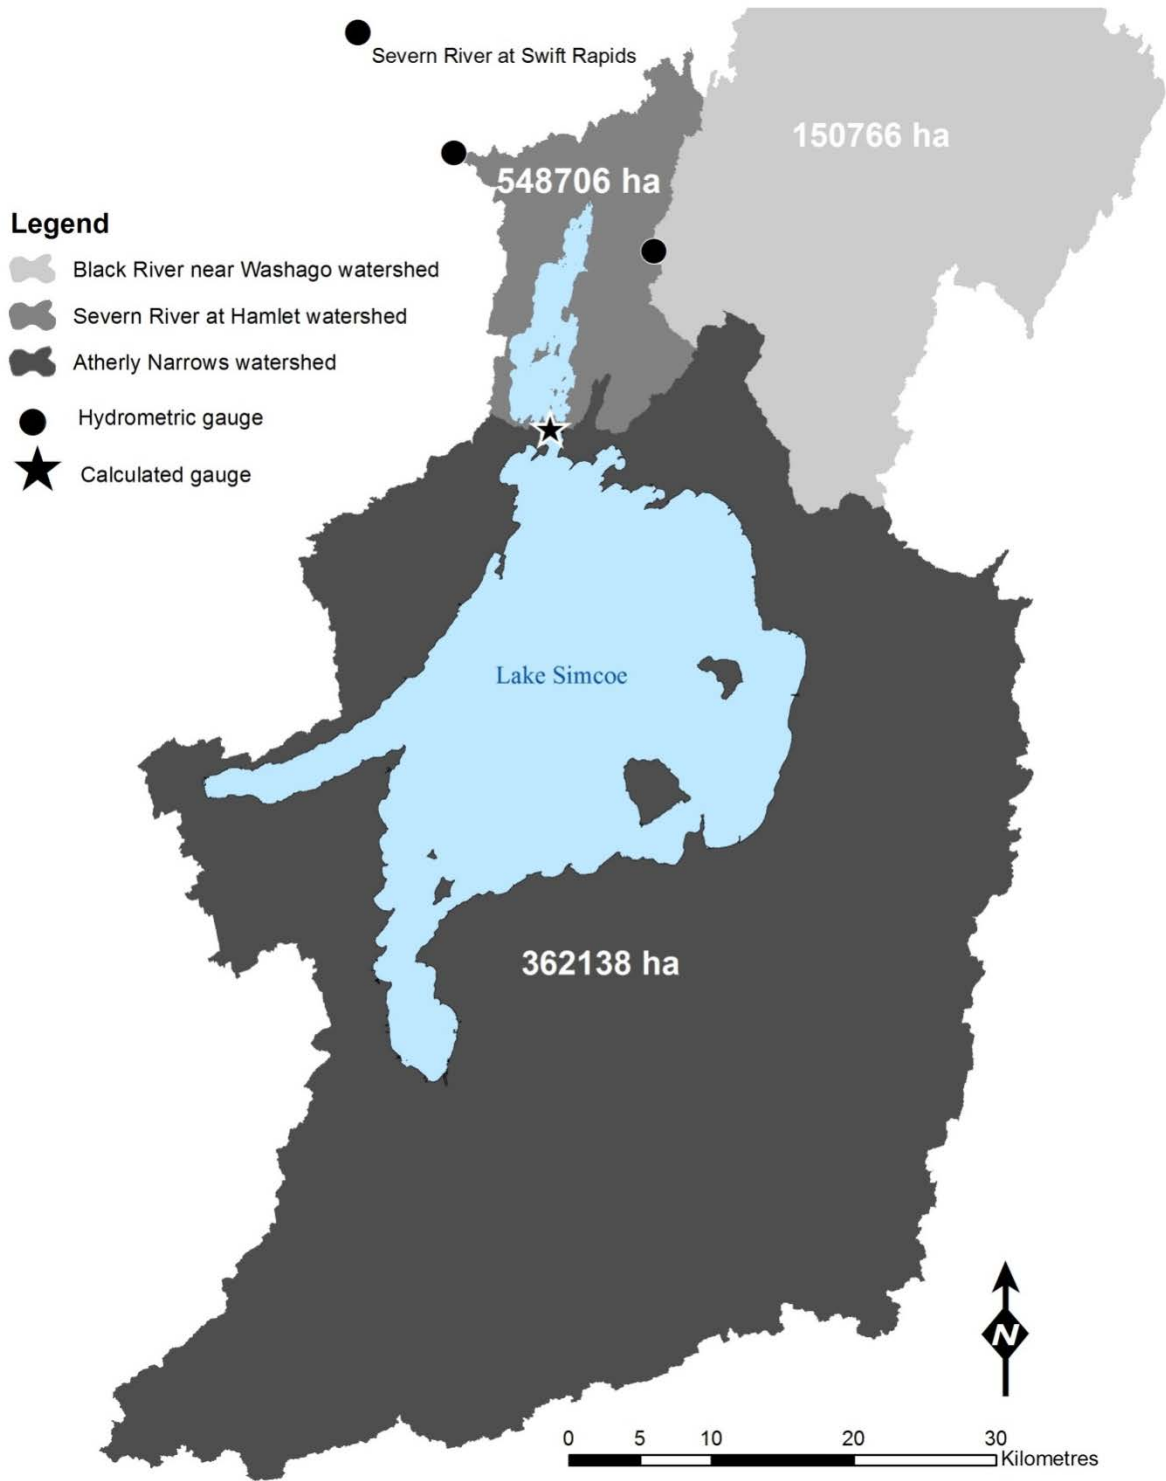 Severn River at Swift Rapids
150766 ha
548706 ha
Legend
Black River near Washago watershed
Severn River at Hamlet watershed
Atherly Narrows watershed
Hydrometric gauge
Calculated gauge
Lake Simcoe
362138 ha
N
0 5 10 20 30
Kilometres